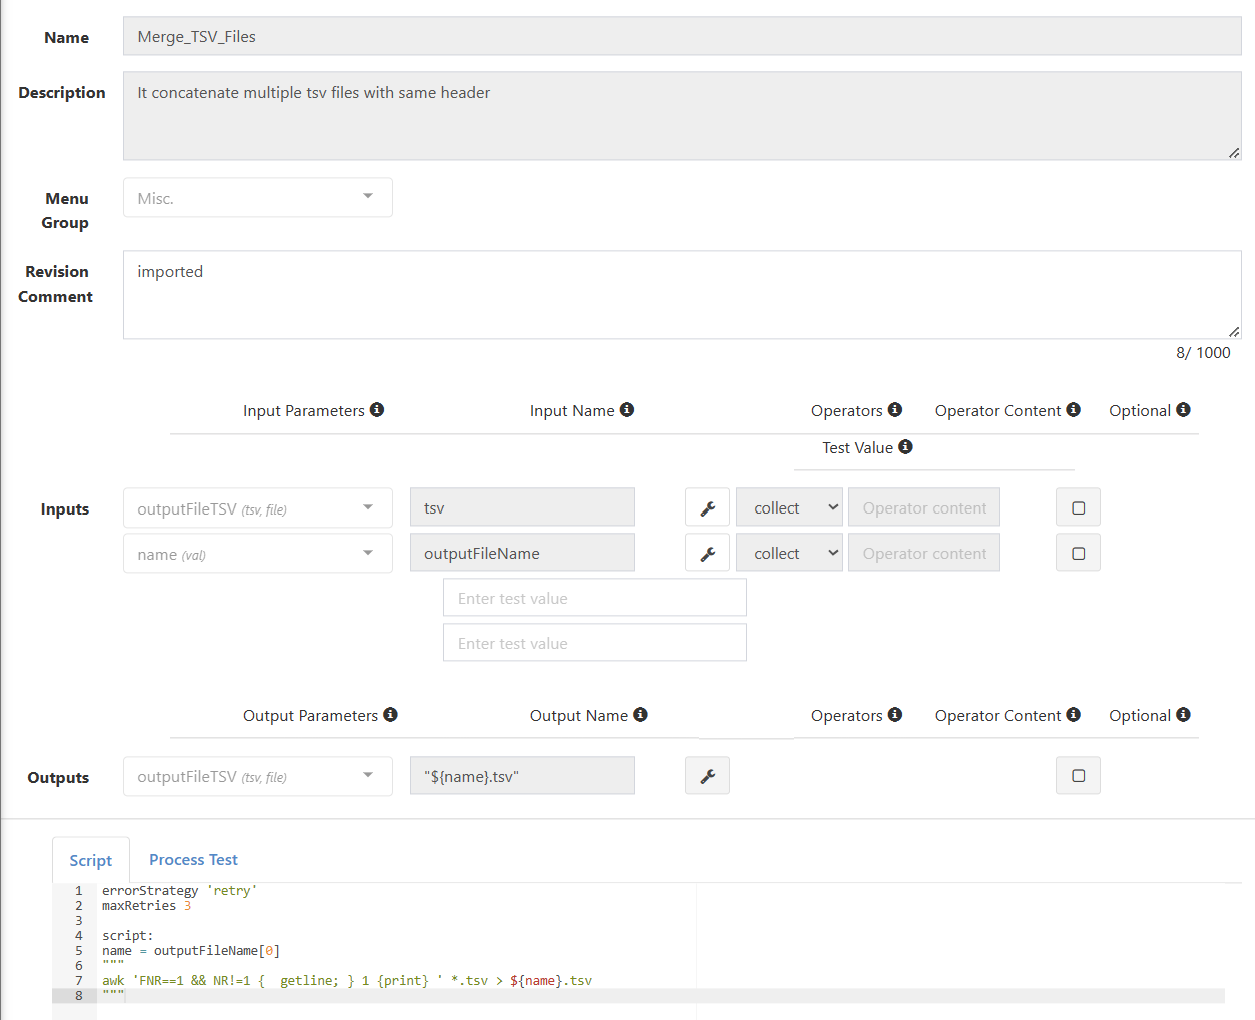 Name
Merge_TSV_Files
Description
It concatenate multiple tsv files with same header
Menu
Group
Misc.
Revision
Comment
imported
8/ 1000
Input Parameters Input Name Operators Operator Content Optional
Test Value
Inputs
outputFileTSV (tsv, file) tsv collect Operator content
name (val) outputFileName collect Operator content
Enter test value
Enter test value
Output Parameters Output Name Operators Operator Content Optional
Outputs
outputFileTSV (tsv, file) "${name}.tsv"
Script Process Test
1 errorStrategy 'retry'
2 maxRetries 3
3
4 script:
5 name = outputFileName[0]
6 """
7 awk 'FNR==1 && NR!=1 {  getline; } 1 {print} ' *.tsv > ${name}.tsv
8 """